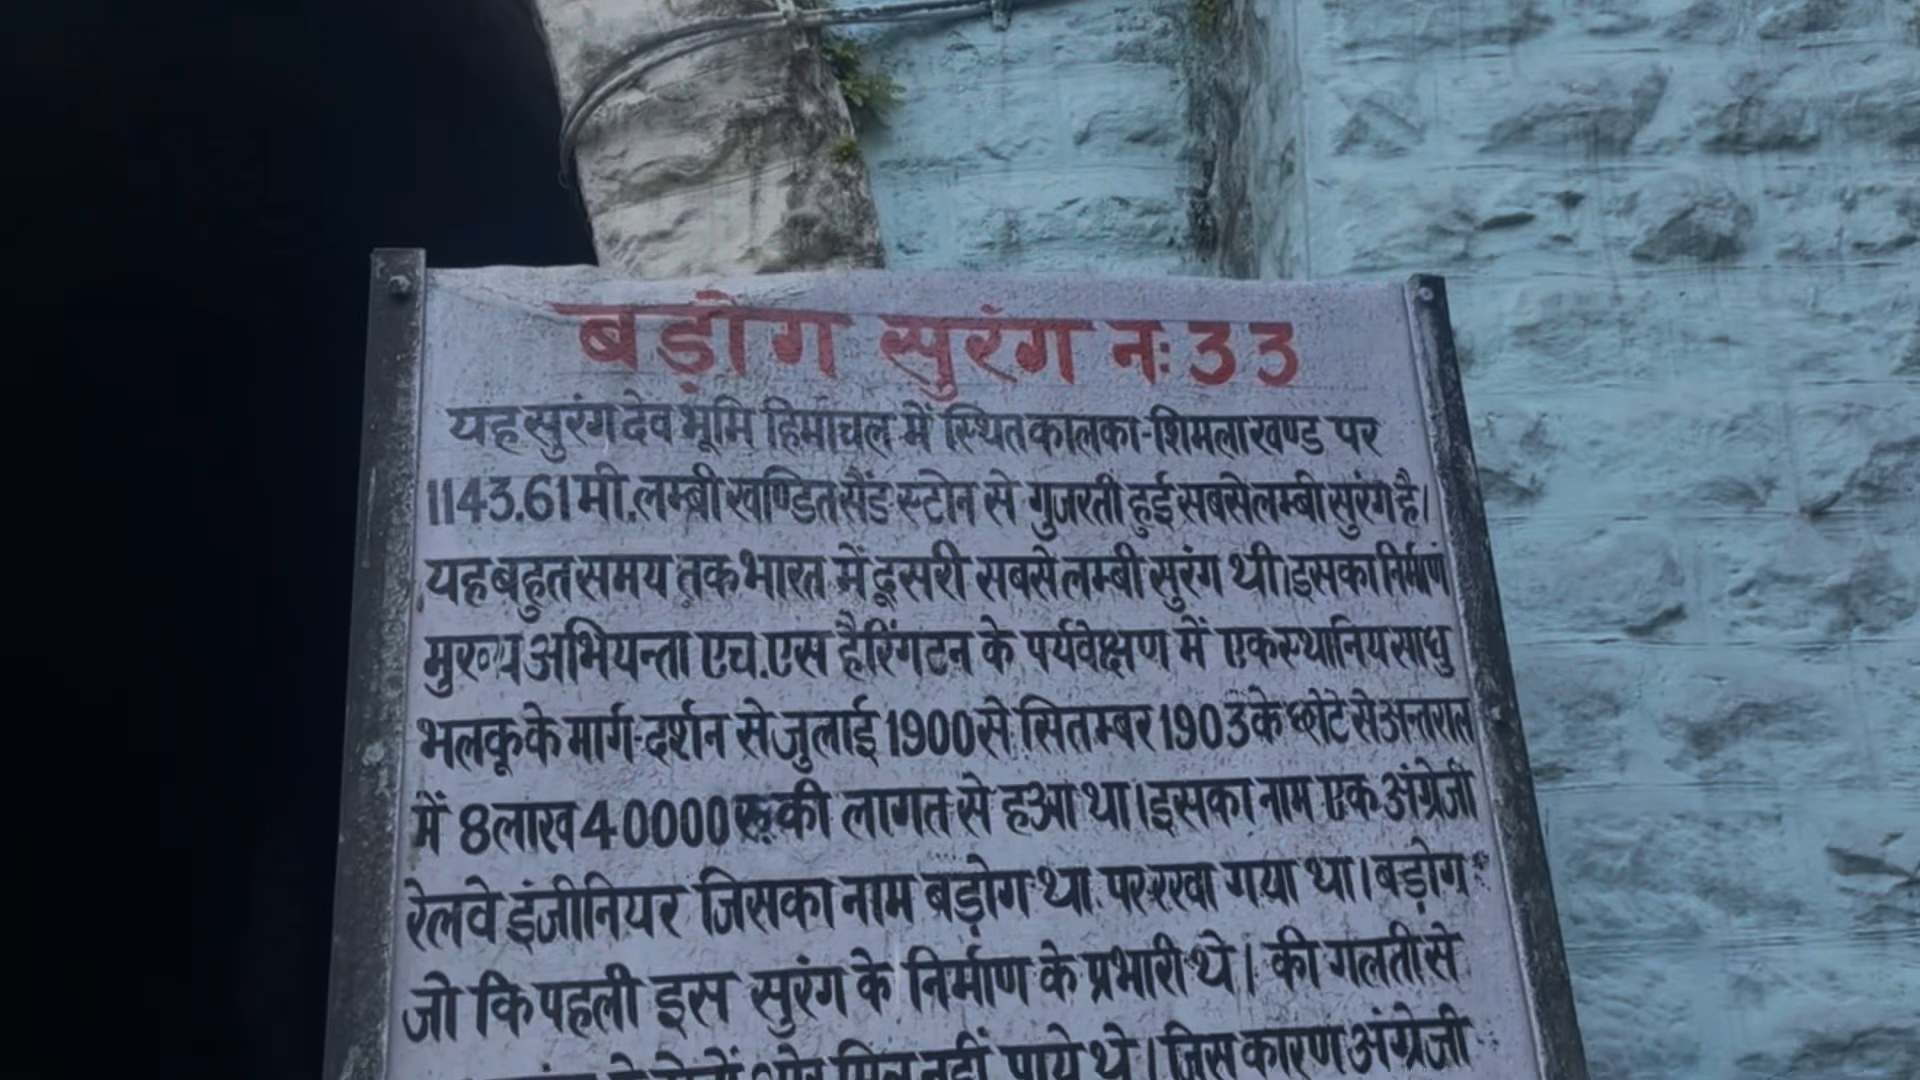 बड़ोग सुरंग नः 33
यह सुरंग देव भूमि हिमाचल में स्थित कालका-शिमला खण्ड पर
1143.61 मी. लम्बी खण्डित सैंड स्टोन से गुजरती हुई सबसे लम्बी सुरंग है।
यह बहुत समय तक भारत में दूसरी सबसे लम्बी सुरंग थी। इसका निर्माण
मुख्य अभियन्ता एच.एस हैरिंगटन के पर्यवेक्षण में एक स्थानिय साधु
भलकू के मार्ग-दर्शन से जुलाई 1900 से सितम्बर 1903 के छोटे से अन्तराल
में 8 लाख 40000 रू की लागत से हुआ था। इसका नाम एक अंग्रेजी
रेलवे इंजीनियर जिसका नाम बड़ोग था पर रखा गया था। बड़ोग
जो कि पहली इस सुरंग के निर्माण के प्रभारी थे। की गलती से
मिल नहीं पाये थे। जिस कारण अंग्रेजी